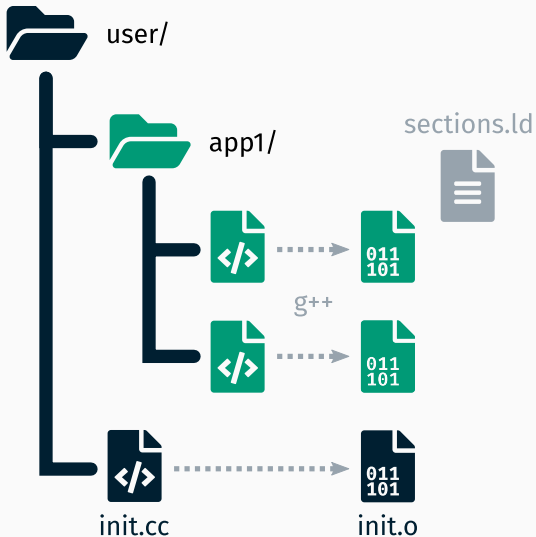 user/
app1/
sections.ld
</>
011
101
g++
</>
011
101
</>
011
101
init.cc
init.o